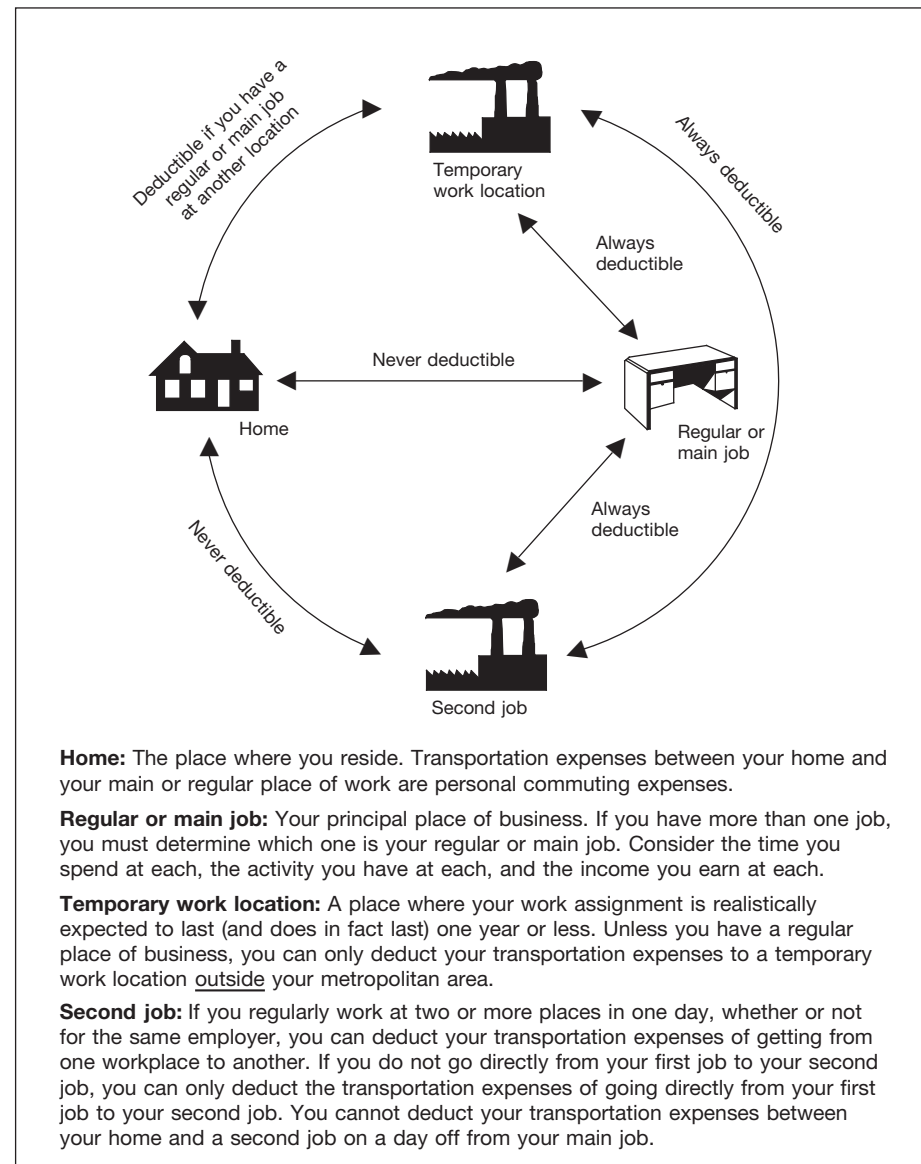 Deductible if you have a
regular or main job
at another location
Temporary
work location
Always deductible
Always
deductible
Never deductible
Home
Regular or
main job
Always
deductible
Never deductible
Second job
Home: The place where you reside. Transportation expenses between your home and
your main or regular place of work are personal commuting expenses.
Regular or main job: Your principal place of business. If you have more than one job,
you must determine which one is your regular or main job. Consider the time you
spend at each, the activity you have at each, and the income you earn at each.
Temporary work location: A place where your work assignment is realistically
expected to last (and does in fact last) one year or less. Unless you have a regular
place of business, you can only deduct your transportation expenses to a temporary
work location outside your metropolitan area.
Second job: If you regularly work at two or more places in one day, whether or not
for the same employer, you can deduct your transportation expenses of getting from
one workplace to another. If you do not go directly from your first job to your second
job, you can only deduct the transportation expenses of going directly from your first
job to your second job. You cannot deduct your transportation expenses between
your home and a second job on a day off from your main job.